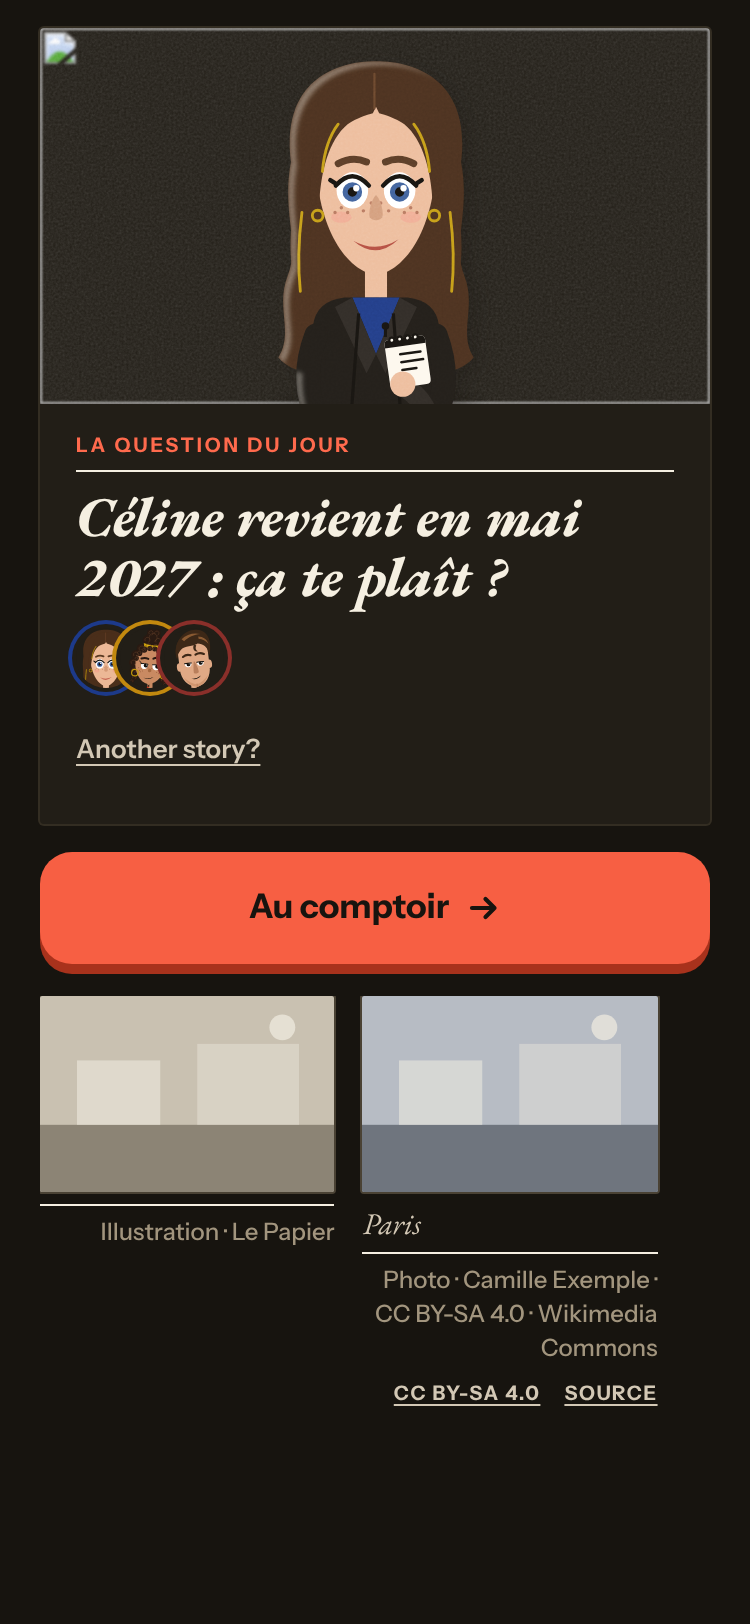 LA QUESTION DU JOUR
Céline revient en mai
2027 : ça te plaît ?
Another story?
Au comptoir →
Illustration · Le Papier
Paris
Photo · Camille Exemple ·
CC BY-SA 4.0 · Wikimedia
Commons
CC BY-SA 4.0 SOURCE